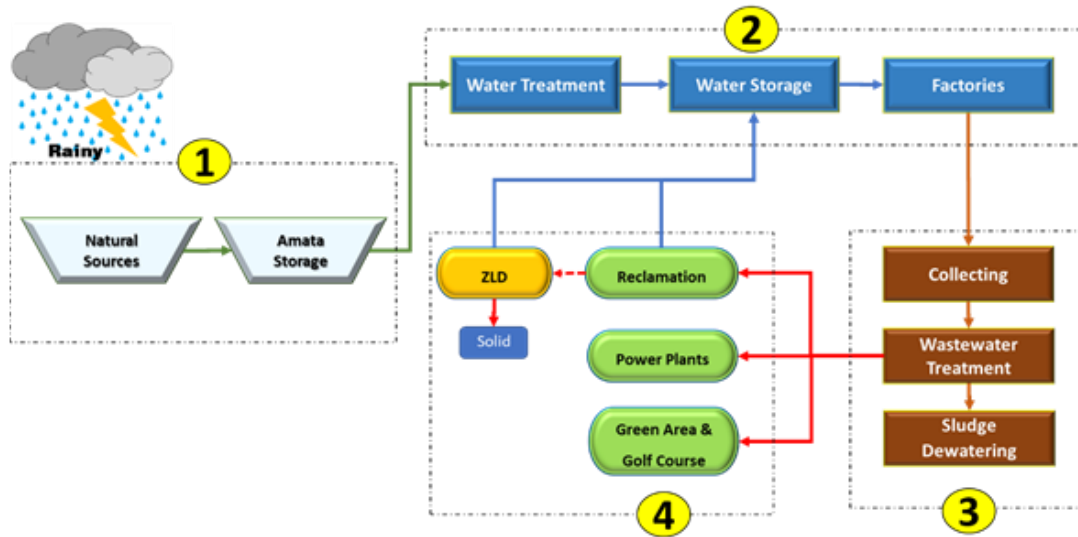 Rainy
1
Natural
Sources
Amata
Storage
2
Water Treatment
Water Storage
Factories
Collecting
Wastewater
Treatment
Sludge
Dewatering
3
ZLD
Reclamation
Solid
Power Plants
Green Area &
Golf Course
4